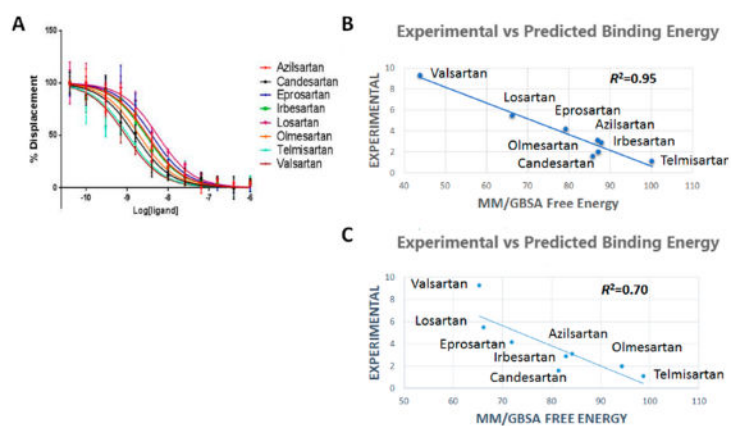 A
150
100
50
0
% Displacement
-10
-9
-8
-7
-6
Log[ligand]
Azilsartan
Candesartan
Eprosartan
Irbesartan
Losartan
Olmesartan
Telmisartan
Valsartan
B
Experimental vs Predicted Binding Energy
10
8
6
4
2
0
EXPERIMENTAL
R²=0.95
Valsartan
Losartan
Eprosartan
Azilsartan
Irbesartan
Olmesartan
Candesartan
Telmisartar
40
50
60
70
80
90
100
110
MM/GBSA Free Energy
C
Experimental vs Predicted Binding Energy
10
8
6
4
2
0
EXPERIMENTAL
R²=0.70
Valsartan
Losartan
Eprosartan
Azilsartan
Irbesartan
Olmesartan
Candesartan
Telmisartan
50
60
70
80
90
100
110
MM/GBSA FREE ENERGY